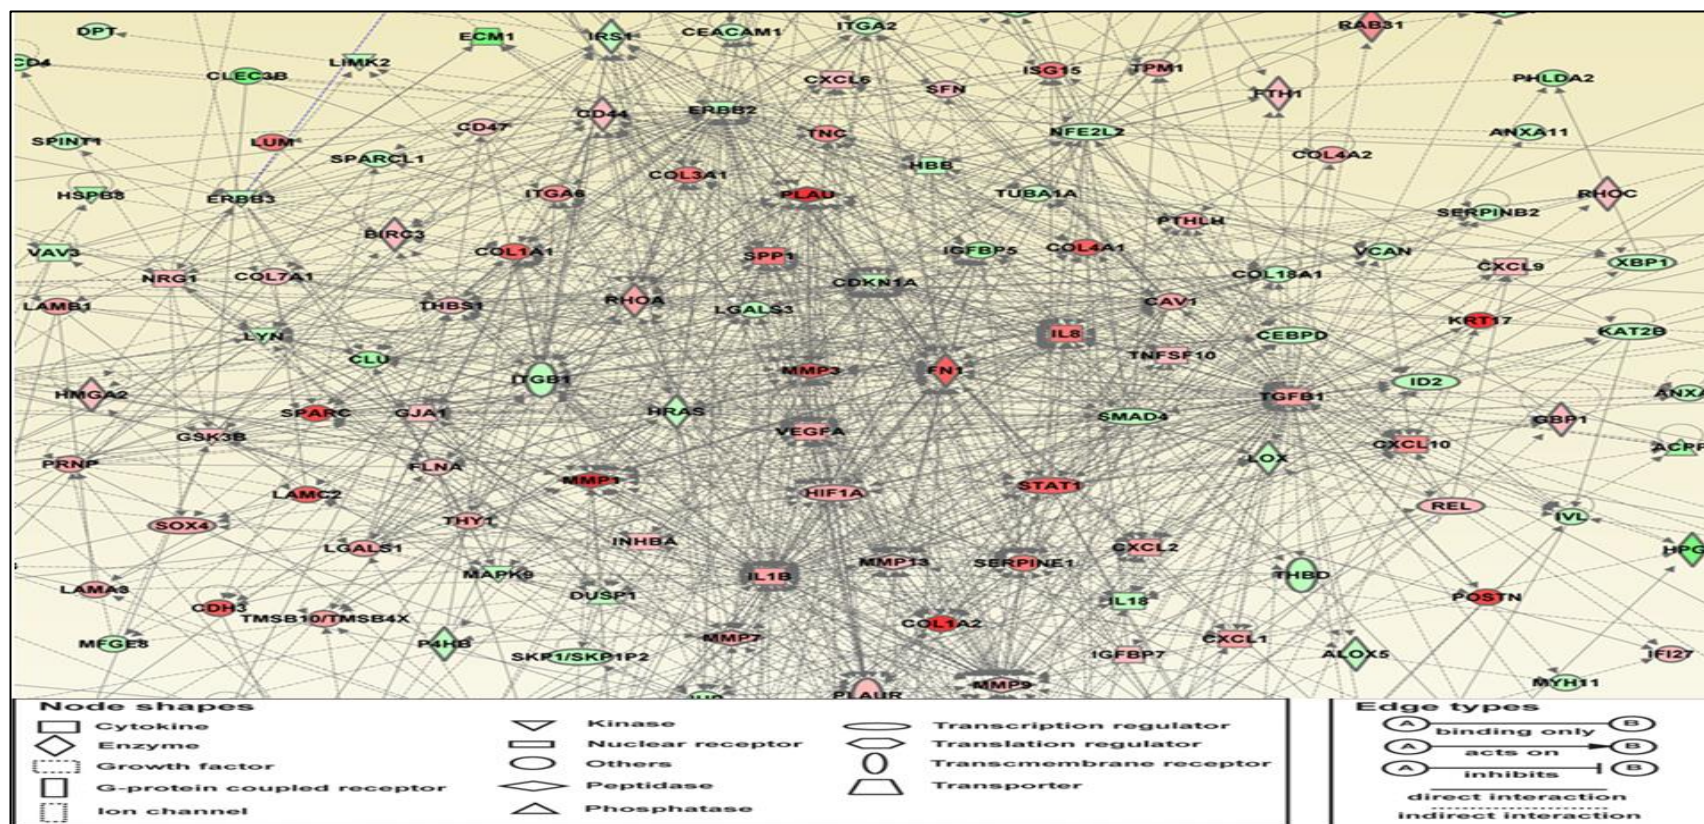 DPT
ECM1
IRS1
CEACAM1
ITGA2
RAB31
CD4
CLEC3B
LIMK2
CXCL6
SFN
ISG15
TPM1
FTH1
PHLDA2
SPINT1
LUM
SPARCL1
CD47
CD44
ERBB2
TNC
HBB
NFE2L2
COL4A2
ANXA11
HSPB8
ERBB3
ITGA6
COL3A1
PLAU
TUBA1A
PTHLH
SERPINB2
RHOC
VAV3
BIRC3
COL1A1
SPP1
IGFBP5
COL4A1
VCAN
COL18A1
CXCL9
XBP1
NRG1
COL7A1
CDKN1A
LAMB1
THBS1
RHOA
LGALS3
CAV1
LYN
IL8
CEBPD
KRT17
KAT2B
CLU
ITGB1
MMP3
FN1
TNFSF10
TGFB1
ID2
ANXA
HMGA2
SPARC
GJA1
HRAS
SMAD4
GBP1
GSK3B
VEGFA
CXCL10
ACPP
PRNP
FLNA
LOX
LAMC2
MMP1
HIF1A
STAT1
REL
SOX4
THY1
IVL
LGALS1
INHBA
MMP13
SERPINE1
CXCL2
HPG
LAMA3
MAPK9
IL1B
THBD
CDH3
TMSB10/TMSB4X
DUSP1
IL18
POSTN
MFGE8
P4HB
SKP1/SKP1P2
MMP7
COL1A2
IGFBP7
CXCL1
ALOX5
IFI27
PLAUR
MMP9
MYH11
Node shapes
Cytokine
Enzyme
Growth factor
G-protein coupled receptor
Ion channel
Kinase
Nuclear receptor
Others
Peptidase
Phosphatase
Transcription regulator
Translation regulator
Transcmembrane receptor
Transporter
Edge types
A binding only B
A acts on B
A inhibits B
direct interaction
indirect interaction